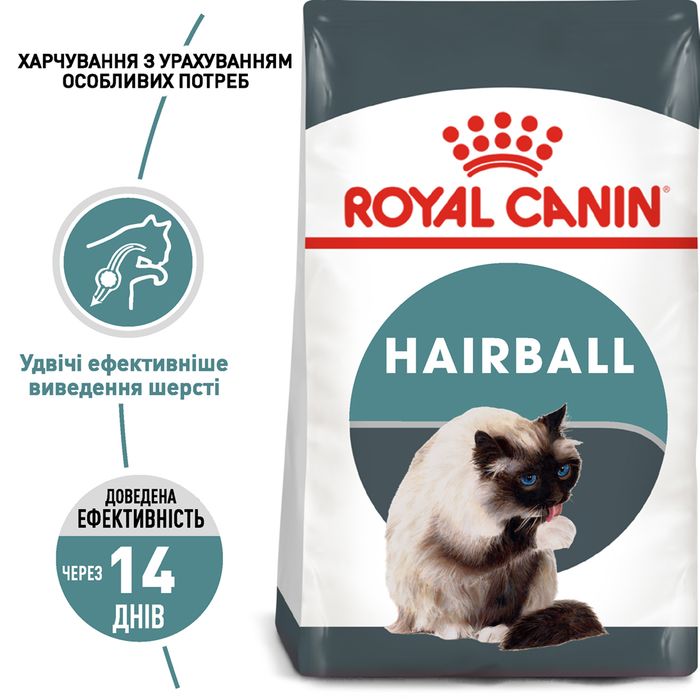 ХАРЧУВАННЯ З УРАХУВАННЯМ
ОСОБЛИВИХ ПОТРЕБ
Удвічі ефективніше
виведення шерсті
ДОВЕДЕНА
ЕФЕКТИВНІСТЬ
ЧЕРЕЗ 14
ДНІВ
ROYAL CANIN®
HAIRBALL